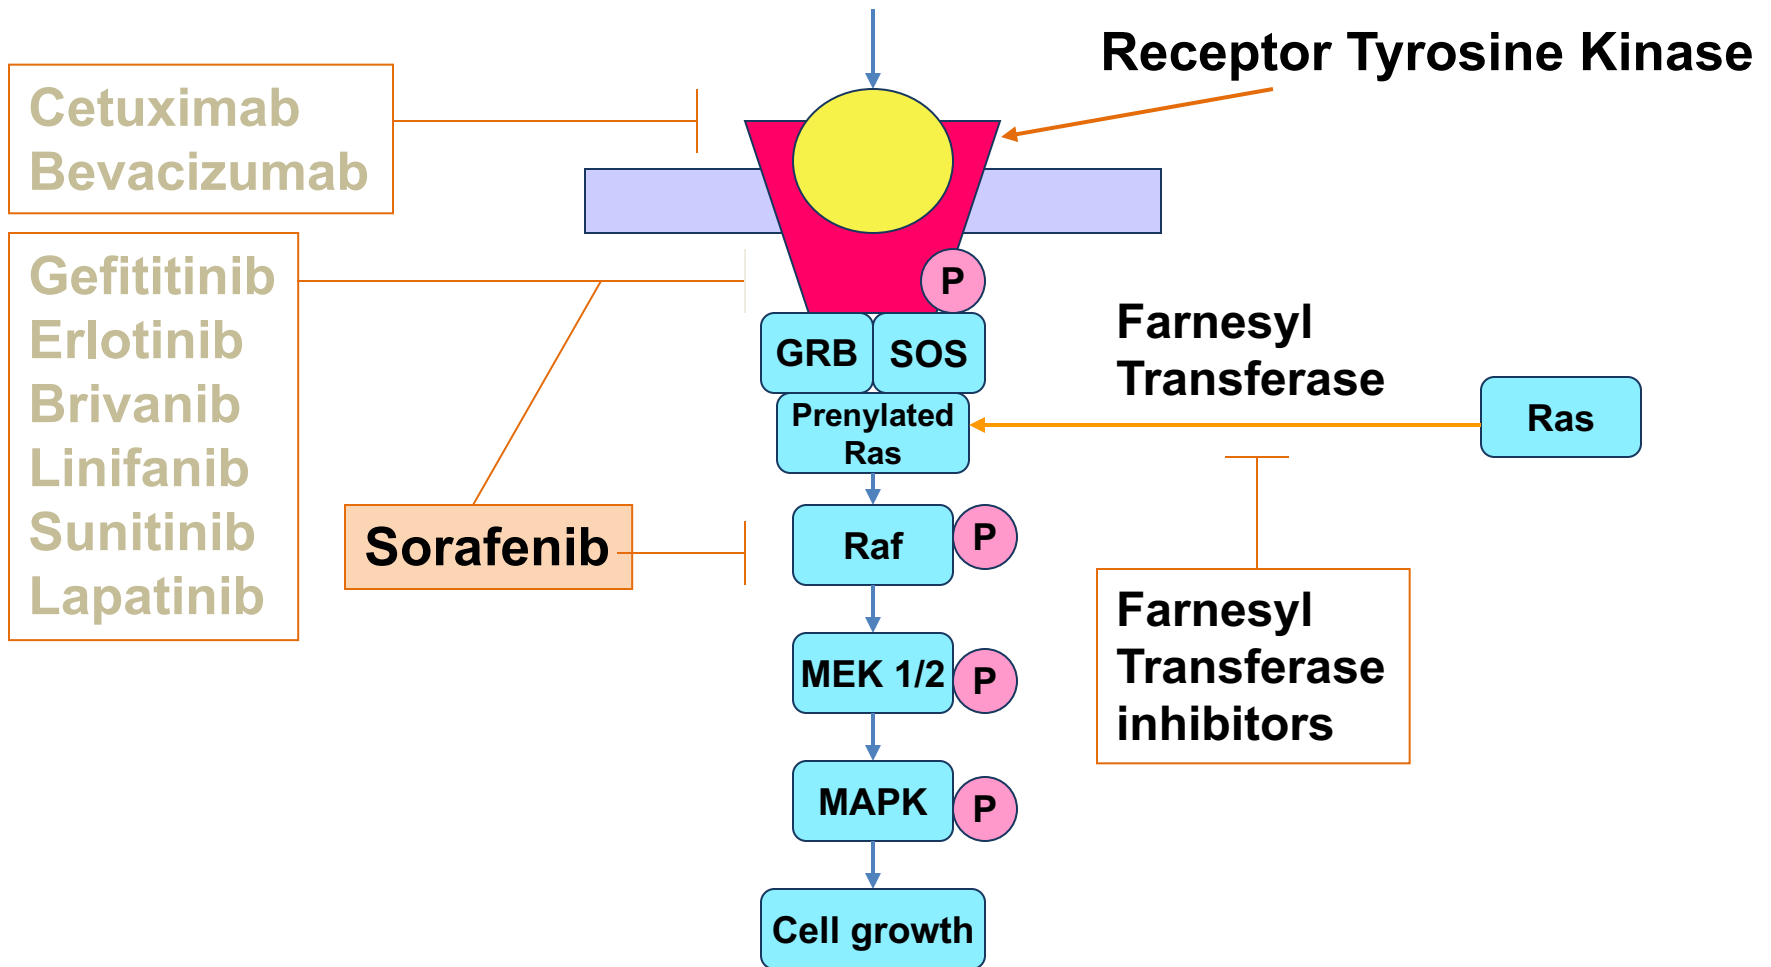 Receptor Tyrosine Kinase
Cetuximab
Bevacizumab
Gefititinib
Erlotinib
Brivanib
Linifanib
Sunitinib
Lapatinib
Sorafenib
P
GRB
SOS
Prenylated
Ras
Farnesyl
Transferase
Ras
Raf
P
MEK 1/2
P
MAPK
P
Cell growth
Farnesyl
Transferase
inhibitors